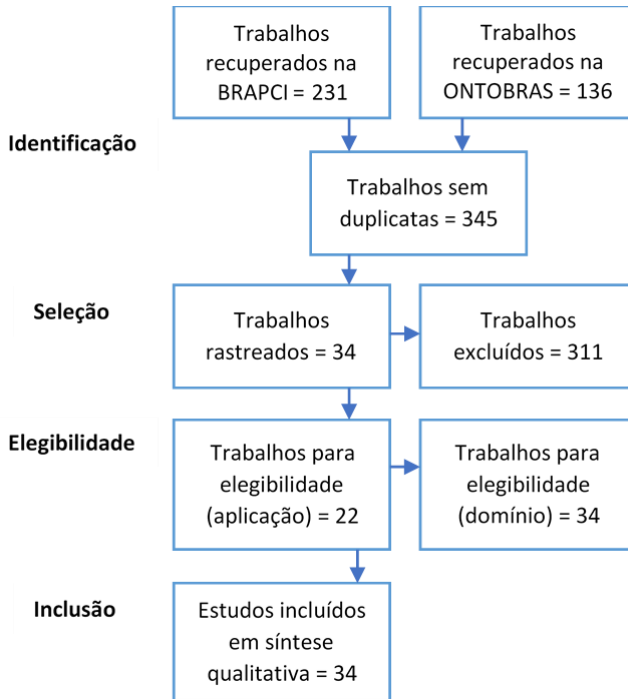 Trabalhos
recuperados na
BRAPCI = 231
Trabalhos
recuperados na
ONTOBRAS = 136
Identificação
Trabalhos sem
duplicatas = 345
Seleção
Trabalhos
rastreados = 34
Trabalhos
excluídos = 311
Elegibilidade
Trabalhos para
elegibilidade
(aplicação) = 22
Trabalhos para
elegibilidade
(domínio) = 34
Inclusão
Estudos incluídos
em síntese
qualitativa = 34